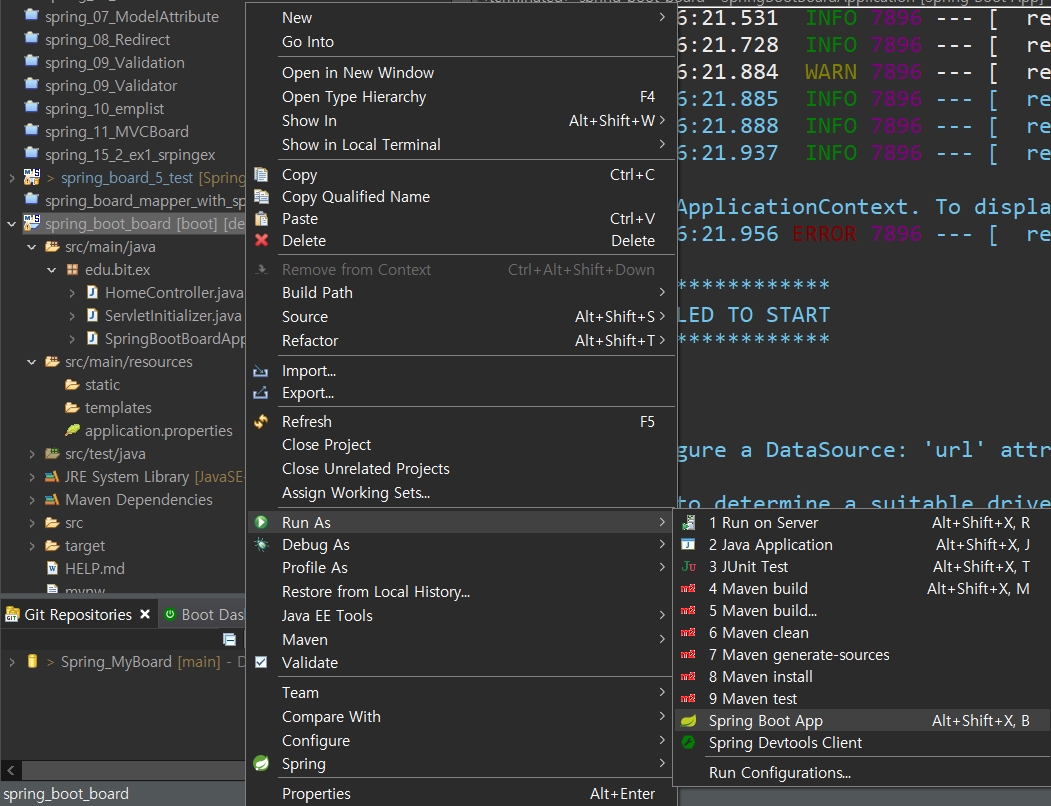 spring_07_ModelAttribute
spring_08_Redirect
spring_09_Validation
spring_09_Validator
spring_10_emplist
spring_11_MVCBoard
spring_15_2_ex1_srpingex
> spring_board_5_test [Spring
spring_board_mapper_with_sp
spring_boot_board [boot] [de
src/main/java
edu.bit.ex
HomeController.java
ServletInitializer.java
SpringBootBoardApp
src/main/resources
static
templates
application.properties
src/test/java
JRE System Library [JavaSE-
Maven Dependencies
src
target
HELP.md
mvnw
Git Repositories
Boot Das
> Spring_MyBoard [main] - D
spring_boot_board
New
Go Into
Open in New Window
Open Type Hierarchy F4
Show In Alt+Shift+W
Show in Local Terminal
Copy Ctrl+C
Copy Qualified Name
Paste Ctrl+V
Delete Delete
Remove from Context Ctrl+Alt+Shift+Down
Build Path
Source Alt+Shift+S
Refactor Alt+Shift+T
Import...
Export...
Refresh F5
Close Project
Close Unrelated Projects
Assign Working Sets...
Run As
Debug As
Profile As
Restore from Local History...
Java EE Tools
Maven
Validate
Team
Compare With
Configure
Spring
Properties Alt+Enter
6:21.531 INFO 7896 --- [ re
6:21.728 INFO 7896 --- [ re
6:21.884 WARN 7896 --- [ re
6:21.885 INFO 7896 --- [ re
6:21.888 INFO 7896 --- [ re
6:21.937 INFO 7896 --- [ re
ApplicationContext. To displa
6:21.956 ERROR 7896 --- [ re
************
LED TO START
************
gure a DataSource: 'url' attr
to determine a suitable drive
1 Run on Server Alt+Shift+X, R
2 Java Application Alt+Shift+X, J
3 JUnit Test Alt+Shift+X, T
4 Maven build Alt+Shift+X, M
5 Maven build...
6 Maven clean
7 Maven generate-sources
8 Maven install
9 Maven test
Spring Boot App Alt+Shift+X, B
Spring Devtools Client
Run Configurations...